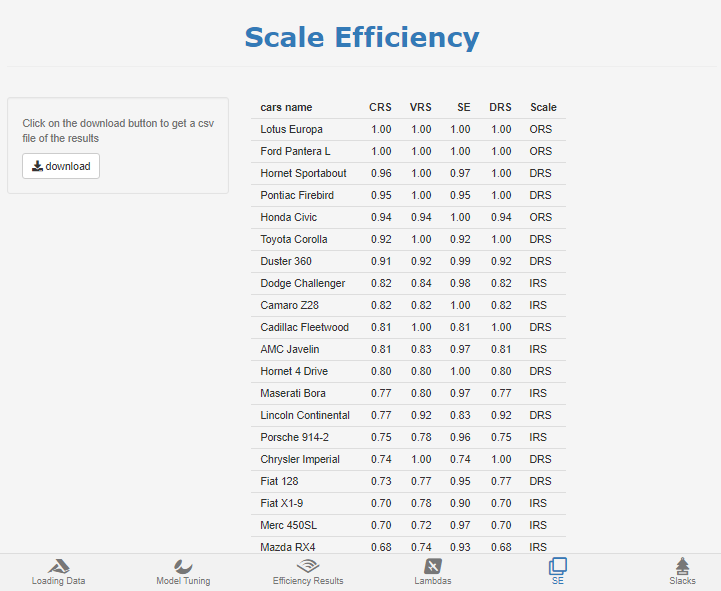 Scale Efficiency
Click on the download button to get a csv
file of the results
download
cars name CRS VRS SE DRS Scale
Lotus Europa 1.00 1.00 1.00 1.00 ORS
Ford Pantera L 1.00 1.00 1.00 1.00 ORS
Hornet Sportabout 0.96 1.00 0.97 1.00 DRS
Pontiac Firebird 0.95 1.00 0.95 1.00 DRS
Honda Civic 0.94 0.94 1.00 0.94 ORS
Toyota Corolla 0.92 1.00 0.92 1.00 DRS
Duster 360 0.91 0.92 0.99 0.92 DRS
Dodge Challenger 0.82 0.84 0.98 0.82 IRS
Camaro Z28 0.82 0.82 1.00 0.82 IRS
Cadillac Fleetwood 0.81 1.00 0.81 1.00 DRS
AMC Javelin 0.81 0.83 0.97 0.81 IRS
Hornet 4 Drive 0.80 0.80 1.00 0.80 DRS
Maserati Bora 0.77 0.80 0.97 0.77 IRS
Lincoln Continental 0.77 0.92 0.83 0.92 DRS
Porsche 914-2 0.75 0.78 0.96 0.75 IRS
Chrysler Imperial 0.74 1.00 0.74 1.00 DRS
Fiat 128 0.73 0.77 0.95 0.77 DRS
Fiat X1-9 0.70 0.78 0.90 0.70 IRS
Merc 450SL 0.70 0.72 0.97 0.70 IRS
Mazda RX4 0.68 0.74 0.93 0.68 IRS
Loading Data Model Tuning Efficiency Results Lambdas SE Slacks